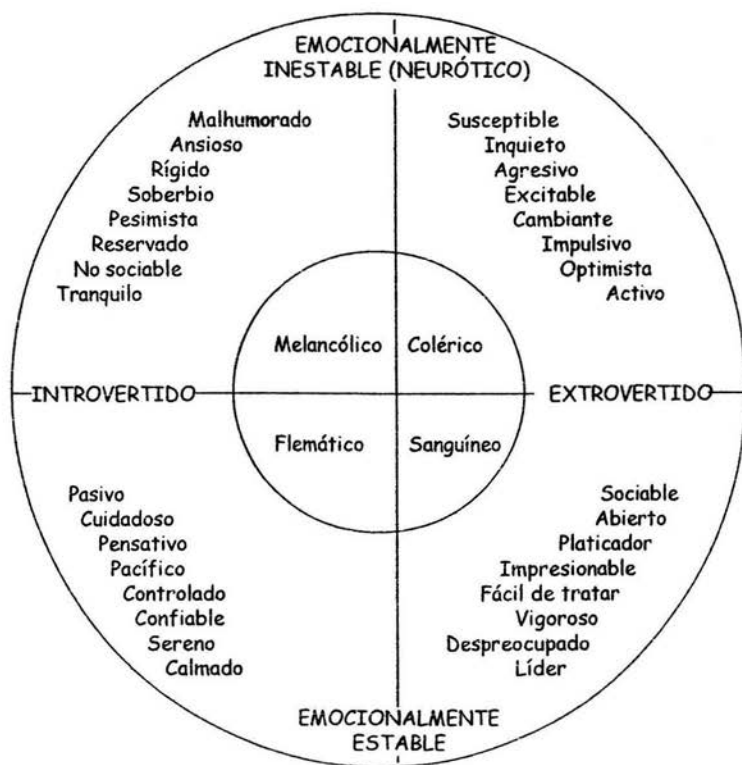 EMOCIONALMENTE
INESTABLE (NEURÓTICO)
Malhumorado
Ansioso
Rígido
Soberbio
Pesimista
Reservado
No sociable
Tranquilo
Susceptible
Inquieto
Agresivo
Excitable
Cambiante
Impulsivo
Optimista
Activo
Melancólico
Colérico
INTROVERTIDO
EXTROVERTIDO
Flemático
Sanguíneo
Pasivo
Cuidadoso
Pensativo
Pacífico
Controlado
Confiable
Sereno
Calmado
Sociable
Abierto
Platicador
Impresionable
Fácil de tratar
Vigoroso
Despreocupado
Líder
EMOCIONALMENTE
ESTABLE